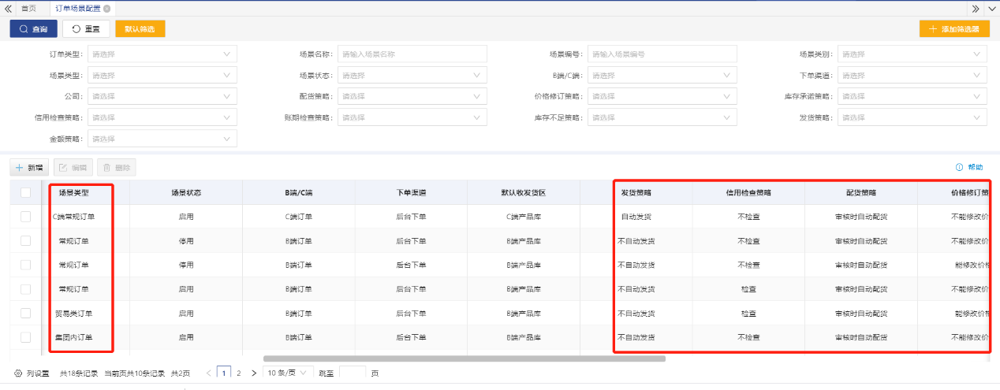 首页 订单场景配置
查询 重置 默认筛选 添加筛选器
订单类型: 请选择 场景名称: 请输入场景名称 场景编号: 请输入场景编号 场景类别: 请选择
场景类型: 请选择 场景状态: 请选择 B端/C端: 请选择 下单渠道: 请选择
公司: 请选择 配货策略: 请选择 价格修订策略: 请选择 库存承诺策略: 请选择
信用检查策略: 请选择 账期检查策略: 请选择 库存不足策略: 请选择 发货策略: 请选择
金额策略: 请选择
新增 编辑 删除 帮助
场景类型 场景状态 B端/C端 下单渠道 默认收发货区 发货策略 信用检查策略 配货策略 价格修订策
C端常规订单 启用 C端订单 后台下单 C端产品库 自动发货 不检查 审核时自动配货 不能修改价
常规订单 停用 B端订单 后台下单 B端产品库 不自动发货 不检查 审核时自动配货 不能修改价
常规订单 停用 B端订单 后台下单 B端产品库 不自动发货 不检查 审核时自动配货 能修改价格
常规订单 启用 B端订单 后台下单 B端产品库 不自动发货 检查 审核时自动配货 不能修改价
贸易类订单 启用 B端订单 后台下单 B端产品库 不自动发货 检查 审核时自动配货 能修改价格
集团内订单 启用 B端订单 后台下单 B端产品库 不自动发货 不检查 审核时自动配货 不能修改价
列设置 共18条记录 当前页共10条记录 共2页 1 2 10 条/页 跳至 页